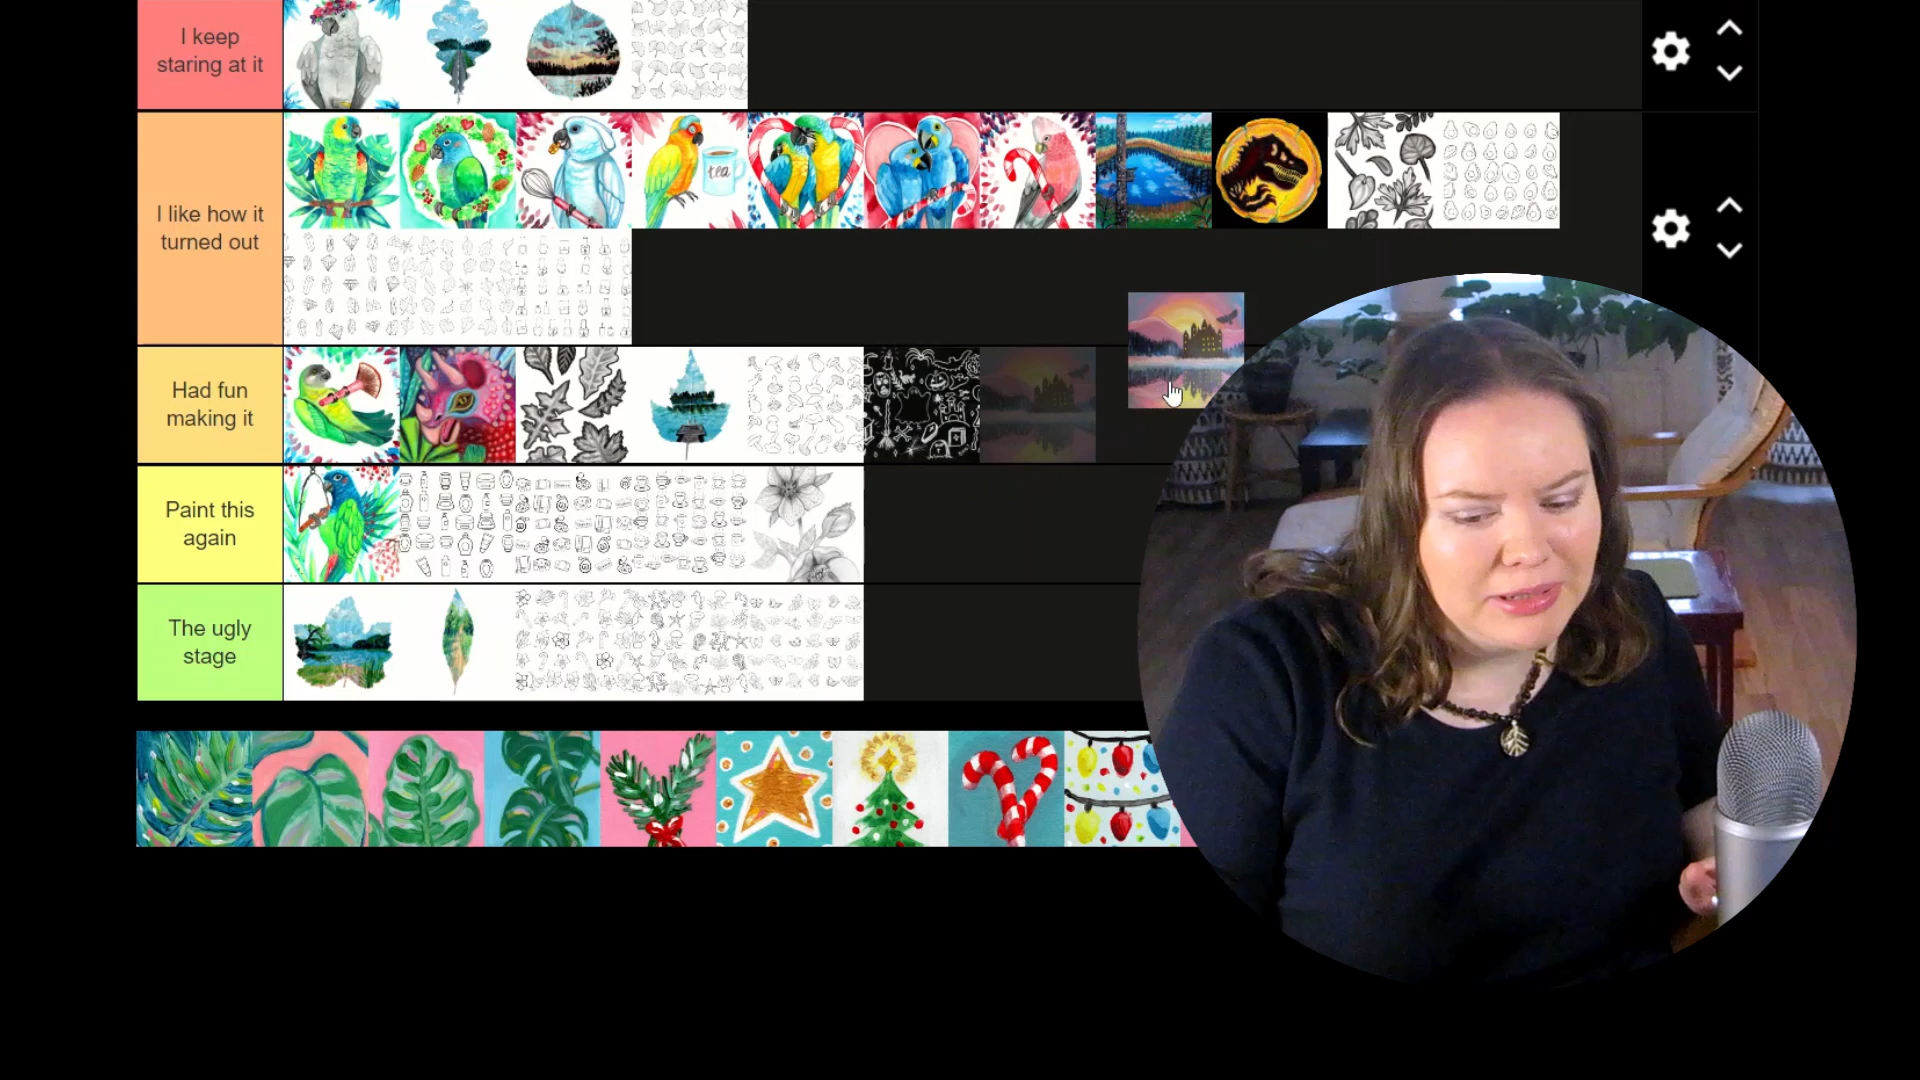 I keep
staring at it
I like how it
turned out
tea
Had fun
making it
Paint this
again
The ugly
stage